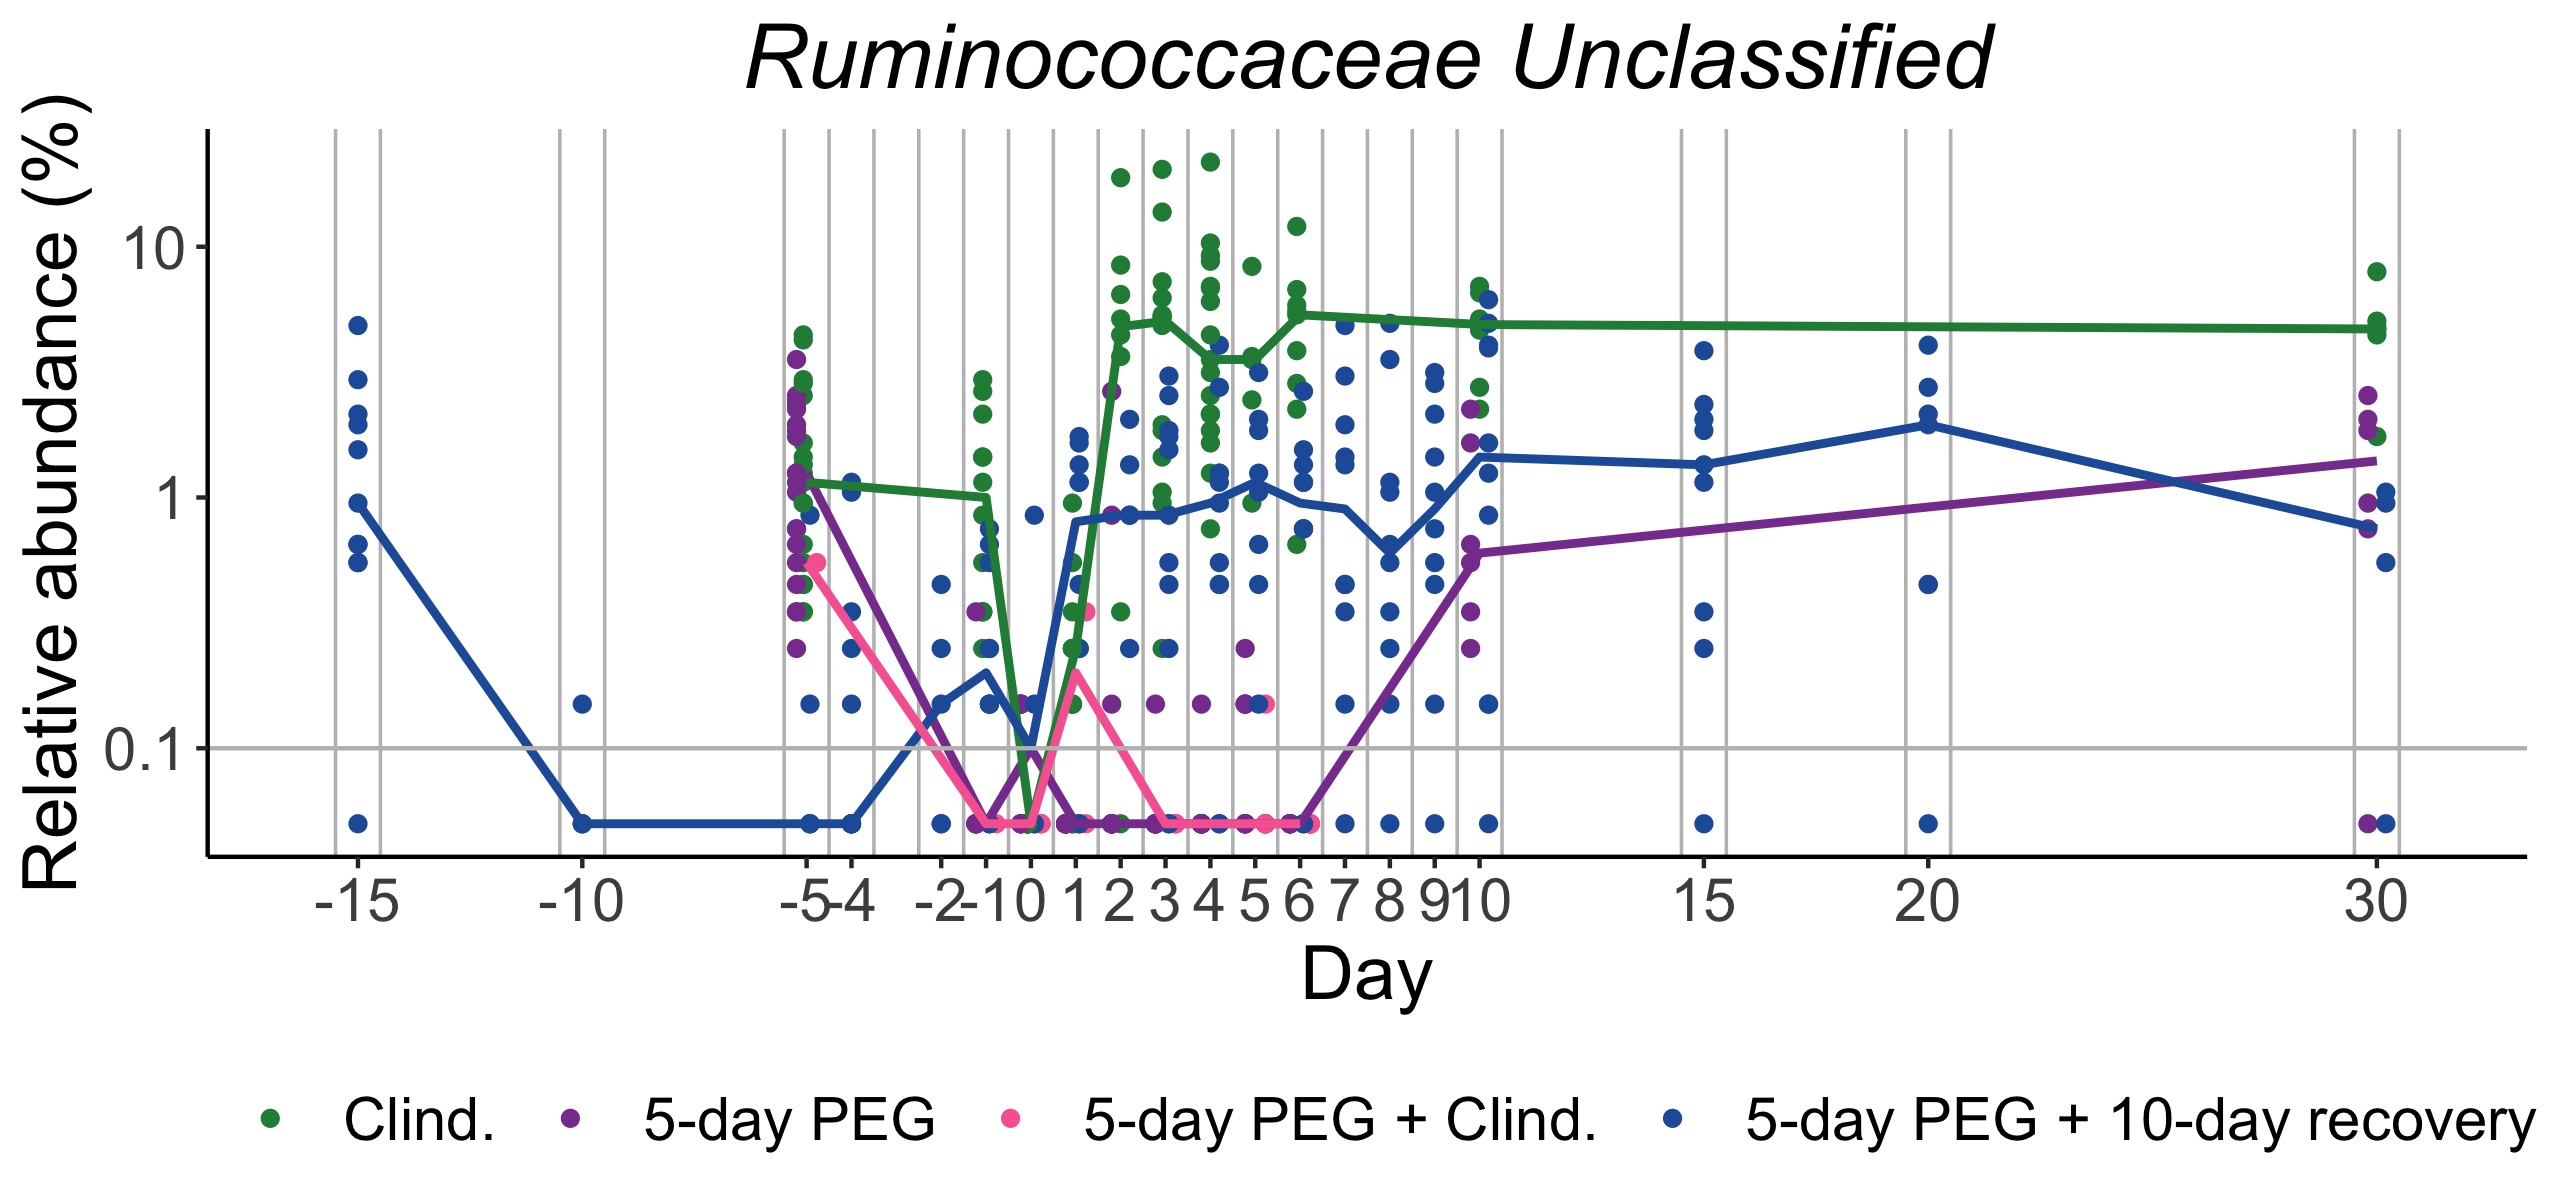 Ruminococcaceae Unclassified
Relative abundance (%)
10
1
0.1
-15 -10 -5 -4 -2 -1 0 1 2 3 4 5 6 7 8 9 10 15 20 30
Day
Clind. 5-day PEG 5-day PEG + Clind. 5-day PEG + 10-day recovery